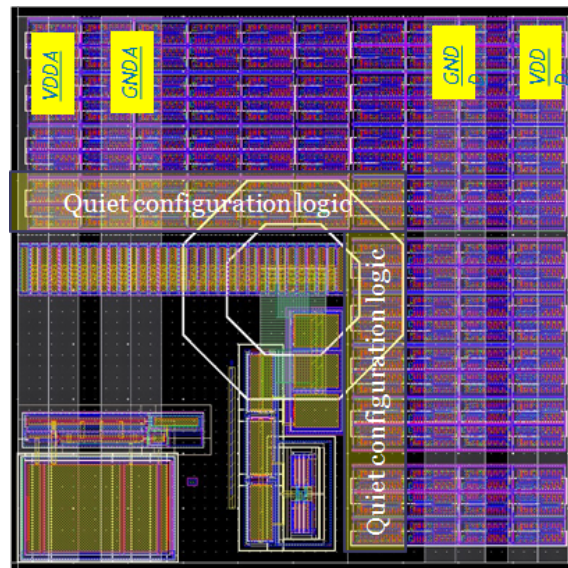 VDDA
GNDA
GND
D
VDD
D
Quiet configuration logic
Quiet configuration logic